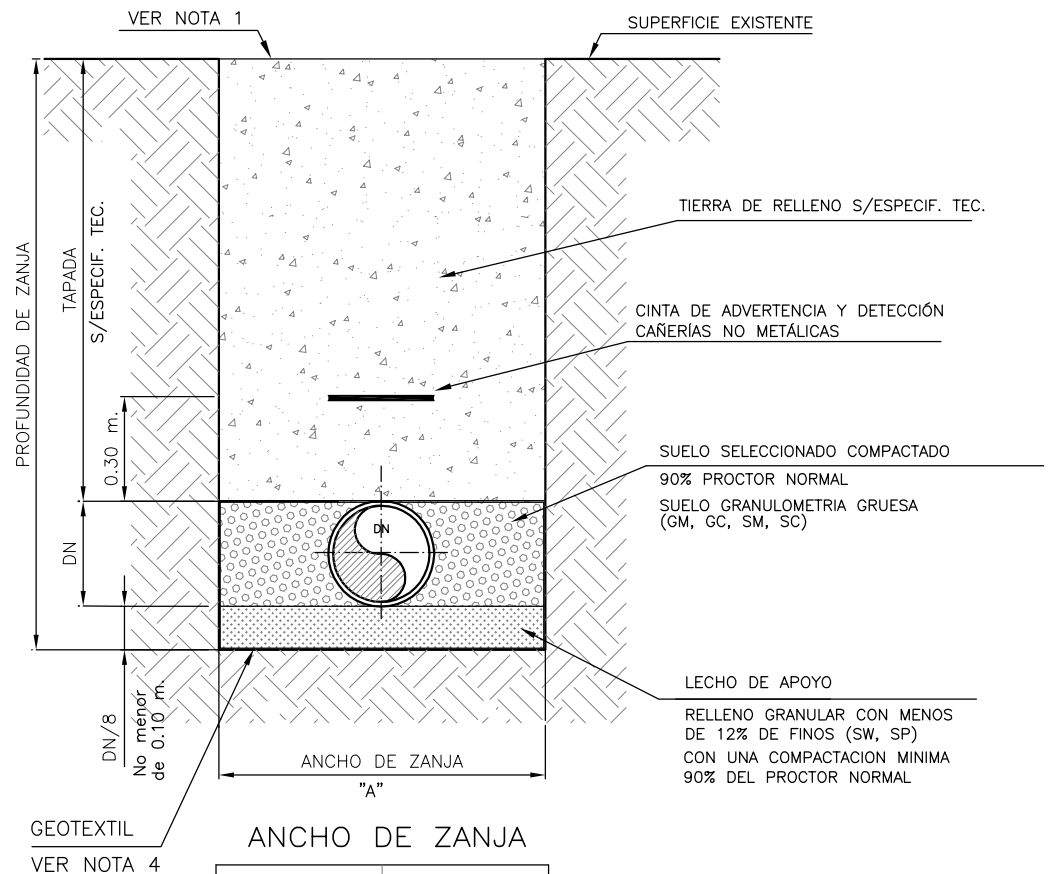 VER NOTA 1
SUPERFICIE EXISTENTE
PROFUNDIDAD DE ZANJA
TAPADA
S/ESPECIF. TEC.
TIERRA DE RELLENO S/ESPECIF. TEC.
CINTA DE ADVERTENCIA Y DETECCIÓN
CAÑERÍAS NO METÁLICAS
0.30 m.
SUELO SELECCIONADO COMPACTADO
90% PROCTOR NORMAL
SUELO GRANULOMETRIA GRUESA
(GM, GC, SM, SC)
DN
DN
LECHO DE APOYO
RELLENO GRANULAR CON MENOS
DE 12% DE FINOS (SW, SP)
CON UNA COMPACTACION MINIMA
90% DEL PROCTOR NORMAL
DN/8
No menor
de 0.10 m.
ANCHO DE ZANJA
"A"
GEOTEXTIL
VER NOTA 4
ANCHO DE ZANJA